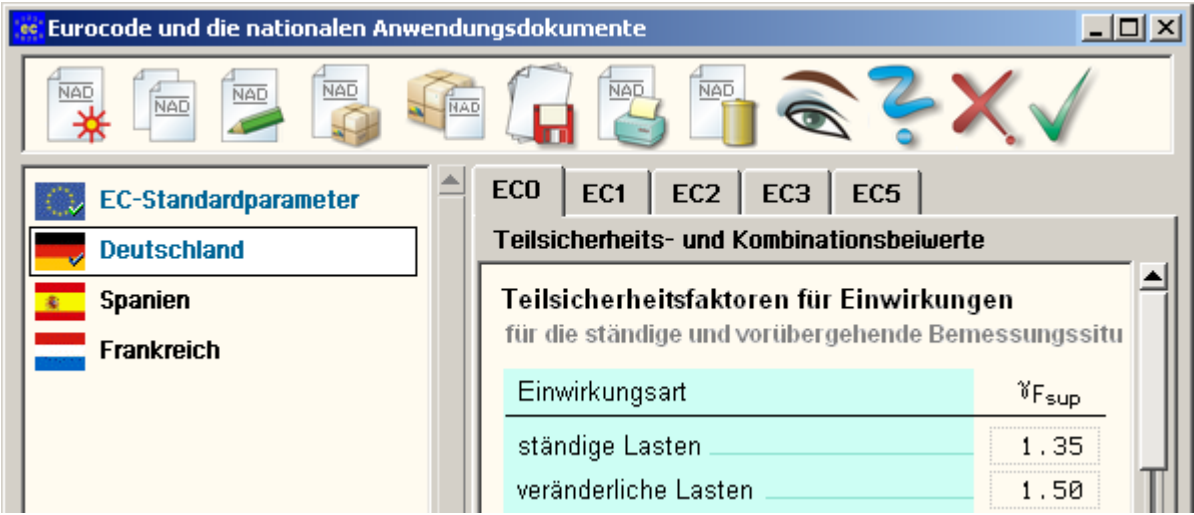 ec Eurocode und die nationalen Anwendungsdokumente
NAD NAD NAD NAD NAD NAD NAD
EC-Standardparameter
Deutschland
Spanien
Frankreich
EC0 EC1 EC2 EC3 EC5
Teilsicherheits- und Kombinationsbeiwerte
Teilsicherheitsfaktoren für Einwirkungen
für die ständige und vorübergehende Bemessungssitu
Einwirkungsart γFsup
ständige Lasten 1.35
veränderliche Lasten 1.50